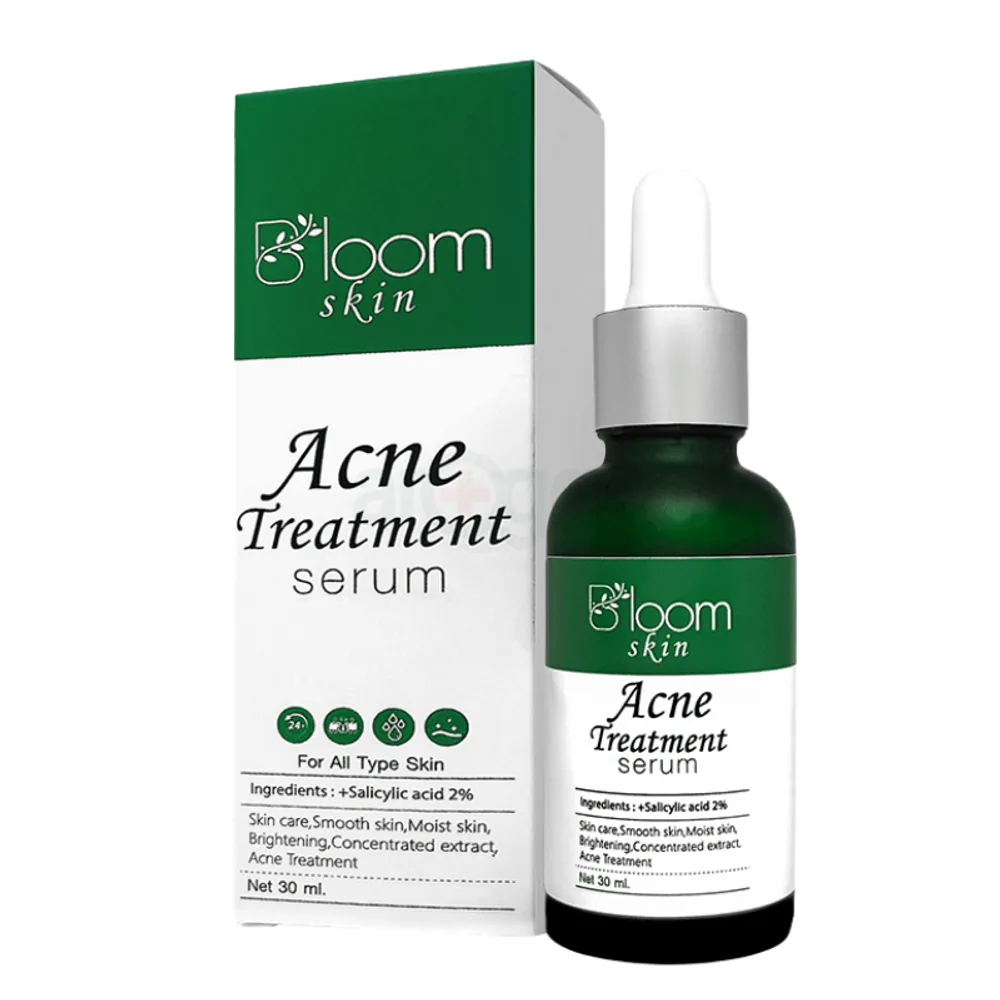 Bloom
skin
Acne
Treatment
serum
24+
For All Type Skin
Ingredients : +Salicylic acid 2%
Skin care,Smooth skin,Moist skin,
Brightening,Concentrated extract,
Acne Treatment
Net 30 ml.
Bloom
skin
Acne
Treatment
serum
Ingredients : +Salicylic acid 2%
Skin care,Smooth skin,Moist skin,
Brightening,Concentrated extract,
Acne Treatment
Net 30 ml.